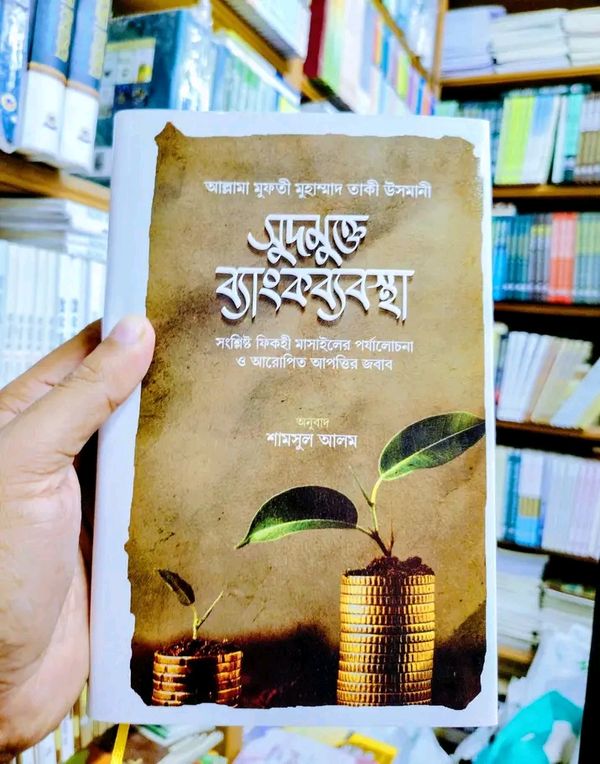 আল্লামা মুফতী মুহাম্মাদ তাকী উসমানী
সুদমুক্ত
ব্যাংকব্যবস্থা
সংশ্লিষ্ট ফিকহী মাসাইলের পর্যালোচনা
ও আরোপিত আপত্তির জবাব
অনুবাদ
শামসুল আলম